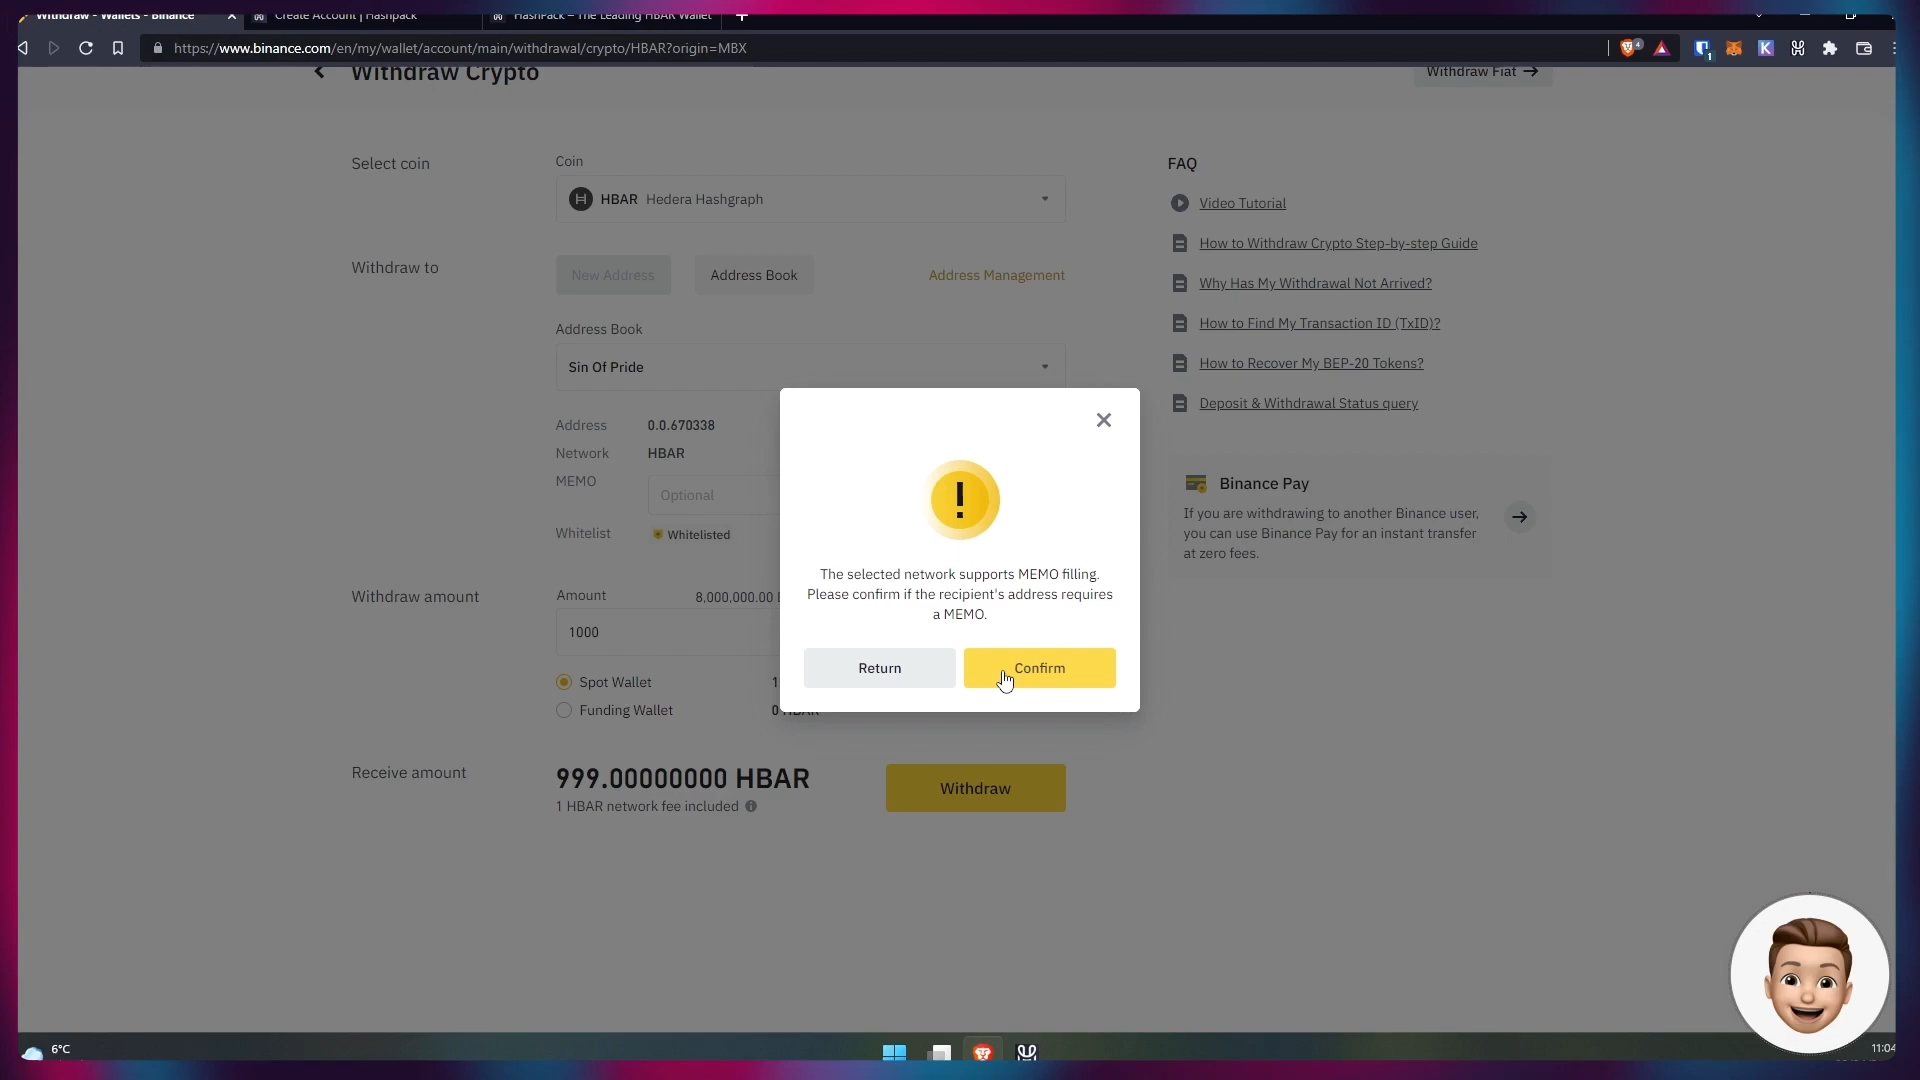 Withdraw - Wallets - Binance
Create Account | Hashpack
HashPack – The Leading HBAR Wallet
https://www.binance.com/en/my/wallet/account/main/withdrawal/crypto/HBAR?origin=MBX
4
1
K
Withdraw Crypto
Withdraw Fiat
Select coin
Coin
HBAR Hedera Hashgraph
Withdraw to
New Address
Address Book
Address Management
Address Book
Sin Of Pride
Address 0.0.670338
Network HBAR
MEMO
Optional
Whitelist
Whitelisted
Withdraw amount
Amount
8,000,000.00
1000
Spot Wallet
1
Funding Wallet
0 HBAR
Receive amount
999.00000000 HBAR
1 HBAR network fee included
Withdraw
The selected network supports MEMO filling.
Please confirm if the recipient's address requires
a MEMO.
Return
Confirm
FAQ
Video Tutorial
How to Withdraw Crypto Step-by-step Guide
Why Has My Withdrawal Not Arrived?
How to Find My Transaction ID (TxID)?
How to Recover My BEP-20 Tokens?
Deposit & Withdrawal Status query
Binance Pay
If you are withdrawing to another Binance user,
you can use Binance Pay for an instant transfer
at zero fees.
6°C
11:04